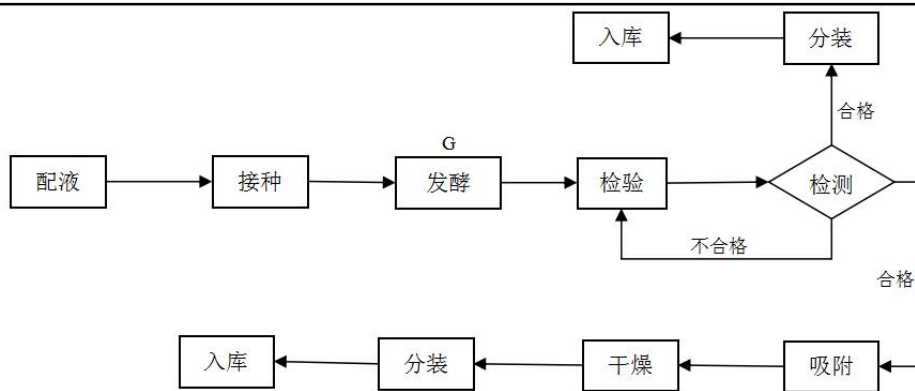 入库
分装
合格
G
配液
接种
发酵
检验
检测
不合格
合格
入库
分装
干燥
吸附